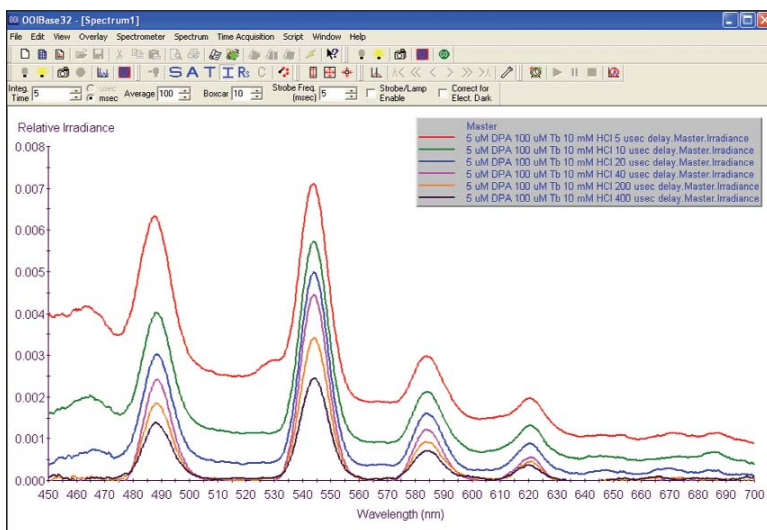 OOIBase32 - [Spectrum1]
File Edit View Overlay Spectrometer Spectrum Time Acquisition Script Window Help
S A T I Rs C
Integ. Time 5 usec msec Average 100 Boxcar 10 Strobe Freq. (msec) 5 Strobe/Lamp Enable Correct for Elect. Dark
Relative Irradiance
Master
5 uM DPA 100 uM Tb 10 mM HCl 5 usec delay.Master.Irradiance
5 uM DPA 100 uM Tb 10 mM HCl 10 usec delay.Master.Irradiance
5 uM DPA 100 uM Tb 10 mM HCl 20 usec delay.Master.Irradiance
5 uM DPA 100 uM Tb 10 mM HCl 40 usec delay.Master.Irradiance
5 uM DPA 100 uM Tb 10 mM HCl 200 usec delay.Master.Irradiance
5 uM DPA 100 uM Tb 10 mM HCl 400 usec delay.Master.Irradiance
0.008
0.007
0.006
0.005
0.004
0.003
0.002
0.001
0.000
450 460 470 480 490 500 510 520 530 540 550 560 570 580 590 600 610 620 630 640 650 660 670 680 690 700
Wavelength (nm)